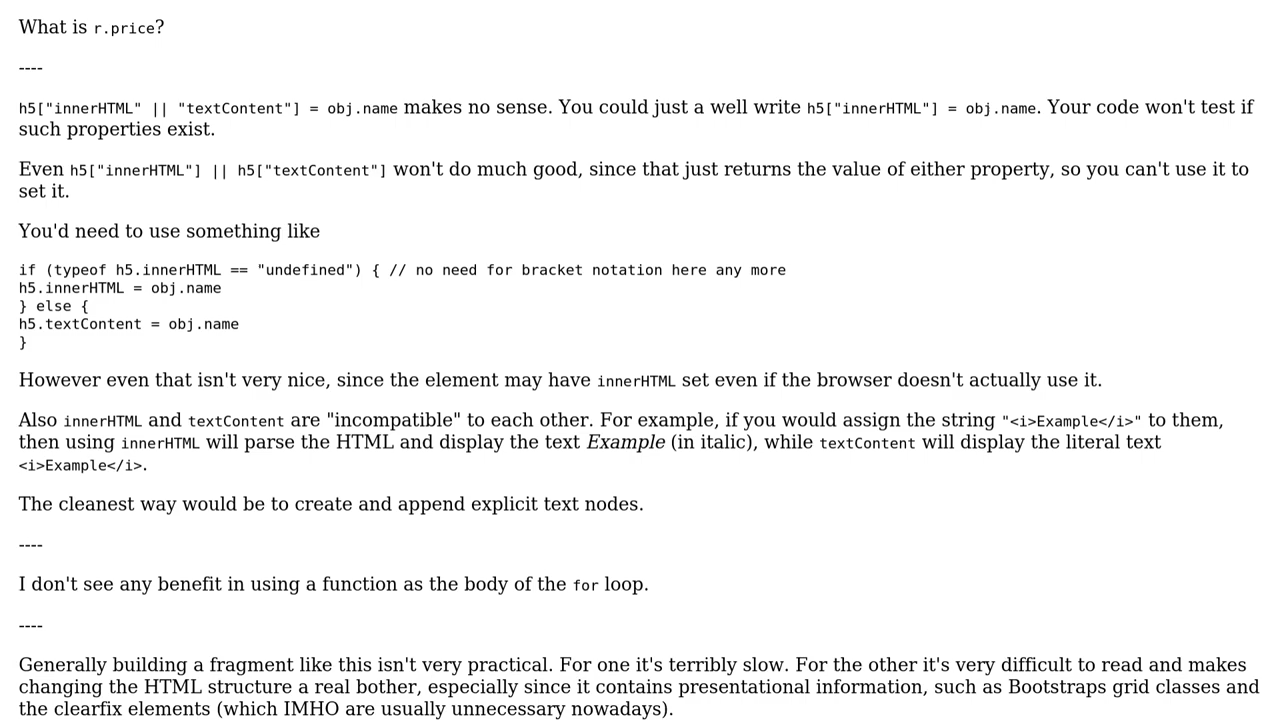 What is r.price?
----
h5["innerHTML" || "textContent"] = obj.name makes no sense. You could just a well write h5["innerHTML"] = obj.name. Your code won't test if
such properties exist.
Even h5["innerHTML"] || h5["textContent"] won't do much good, since that just returns the value of either property, so you can't use it to
set it.
You'd need to use something like
if (typeof h5.innerHTML == "undefined") { // no need for bracket notation here any more
h5.innerHTML = obj.name
} else {
h5.textContent = obj.name
}
However even that isn't very nice, since the element may have innerHTML set even if the browser doesn't actually use it.
Also innerHTML and textContent are "incompatible" to each other. For example, if you would assign the string "<i>Example</i>" to them,
then using innerHTML will parse the HTML and display the text Example (in italic), while textContent will display the literal text
<i>Example</i>.
The cleanest way would be to create and append explicit text nodes.
----
I don't see any benefit in using a function as the body of the for loop.
----
Generally building a fragment like this isn't very practical. For one it's terribly slow. For the other it's very difficult to read and makes
changing the HTML structure a real bother, especially since it contains presentational information, such as Bootstraps grid classes and
the clearfix elements (which IMHO are usually unnecessary nowadays).